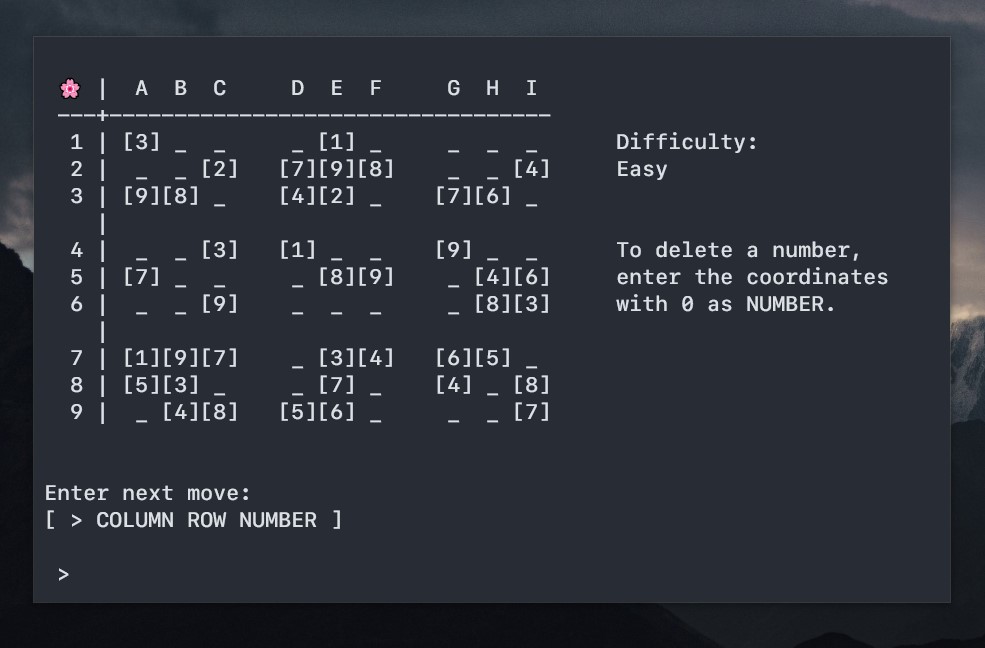 🌸 | A B C D E F G H I
---+----------------------------------
1 | [3] _ _ _ [1] _ _ _ _ Difficulty:
2 | _ _ [2] [7][9][8] _ _ [4] Easy
3 | [9][8] _ [4][2] _ [7][6] _
|
4 | _ _ [3] [1] _ _ [9] _ _ To delete a number,
5 | [7] _ _ _ [8][9] _ [4][6] enter the coordinates
6 | _ _ [9] _ _ _ _ [8][3] with 0 as NUMBER.
|
7 | [1][9][7] _ [3][4] [6][5] _
8 | [5][3] _ _ [7] _ [4] _ [8]
9 | _ [4][8] [5][6] _ _ _ [7]
Enter next move:
[ > COLUMN ROW NUMBER ]
>